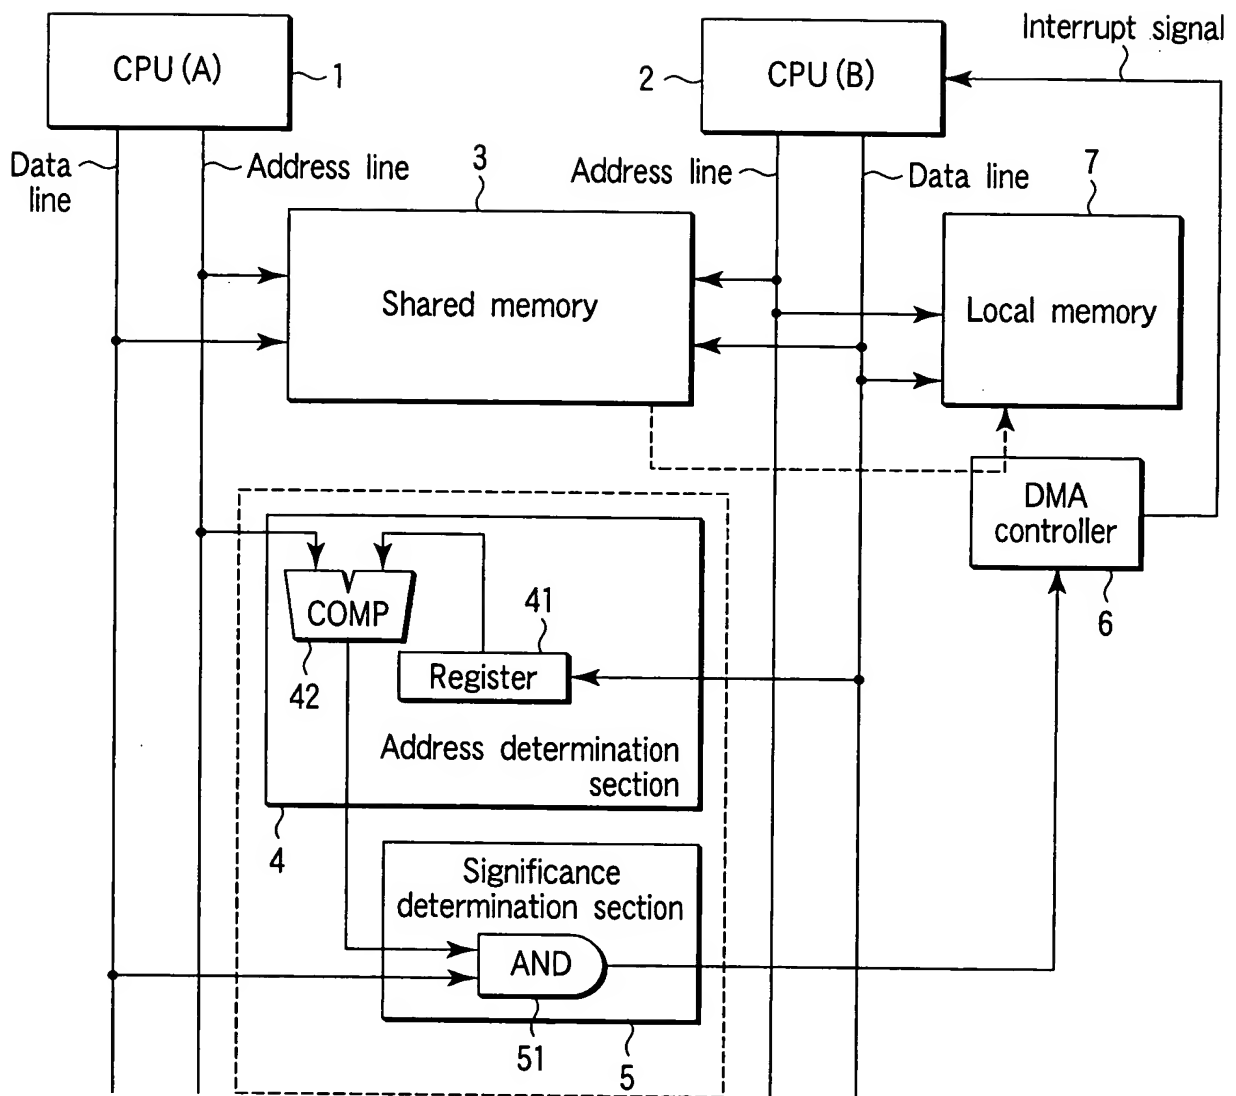 Interrupt signal
CPU (A)
1
2
CPU (B)
Data
line
Address line
3
Address line
Data line
7
Shared memory
Local memory
DMA
controller
6
COMP
42
41
Register
Address determination
section
4
Significance
determination section
AND
51
5